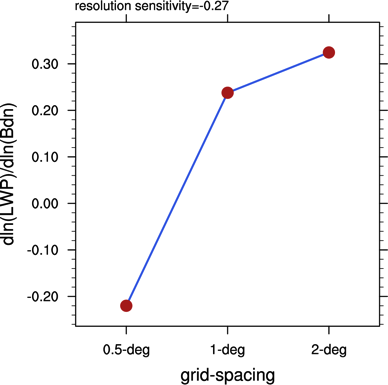 resolution sensitivity=-0.27
dln(LWP)/dln(Bdn)
0.30
0.20
0.10
0.00
-0.10
-0.20
0.5-deg 1-deg 2-deg
grid-spacing